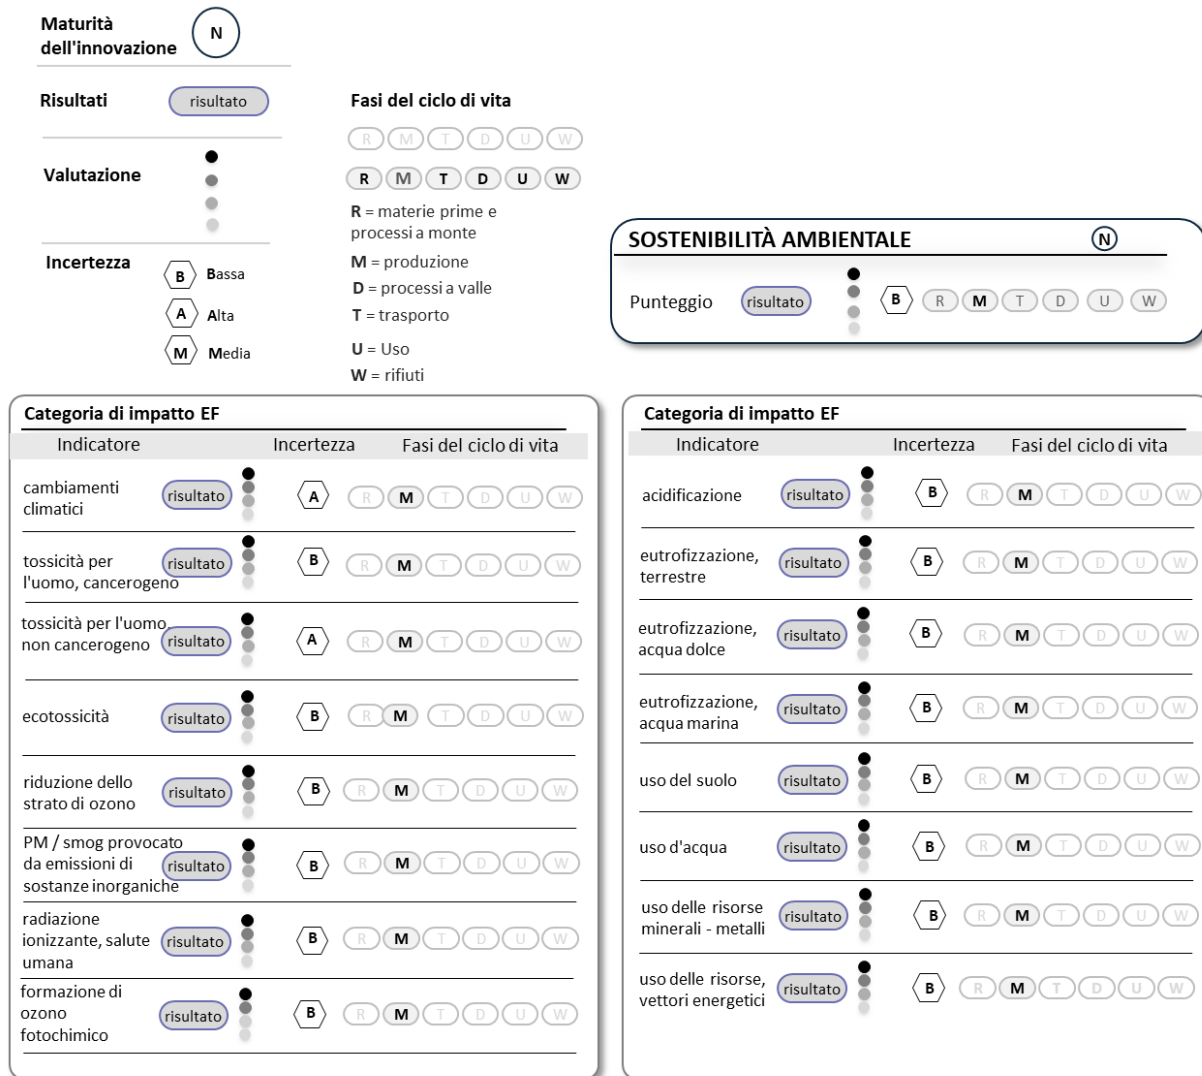 Maturità
dell'innovazione
N
Risultati
risultato
Valutazione
Incertezza
B Bassa
A Alta
M Media
Fasi del ciclo di vita
R M T D U W
R M T D U W
R = materie prime e
processi a monte
M = produzione
D = processi a valle
T = trasporto
U = Uso
W = rifiuti
SOSTENIBILITÀ AMBIENTALE N
Punteggio risultato B R M T D U W
Categoria di impatto EF
Indicatore Incertezza Fasi del ciclo di vita
cambiamenti
climatici
risultato A R M T D U W
tossicità per
l'uomo, cancerogeno
risultato B R M T D U W
tossicità per l'uomo,
non cancerogeno
risultato A R M T D U W
ecotossicità risultato B R M T D U W
riduzione dello
strato di ozono
risultato B R M T D U W
PM / smog provocato
da emissioni di
sostanze inorganiche
risultato B R M T D U W
radiazione
ionizzante, salute
umana
risultato B R M T D U W
formazione di
ozono
fotochimico
risultato B R M T D U W
Categoria di impatto EF
Indicatore Incertezza Fasi del ciclo di vita
acidificazione risultato B R M T D U W
eutrofizzazione,
terrestre
risultato B R M T D U W
eutrofizzazione,
acqua dolce
risultato B R M T D U W
eutrofizzazione,
acqua marina
risultato B R M T D U W
uso del suolo risultato B R M T D U W
uso d'acqua risultato B R M T D U W
uso delle risorse
minerali - metalli
risultato B R M T D U W
uso delle risorse,
vettori energetici
risultato B R M T D U W